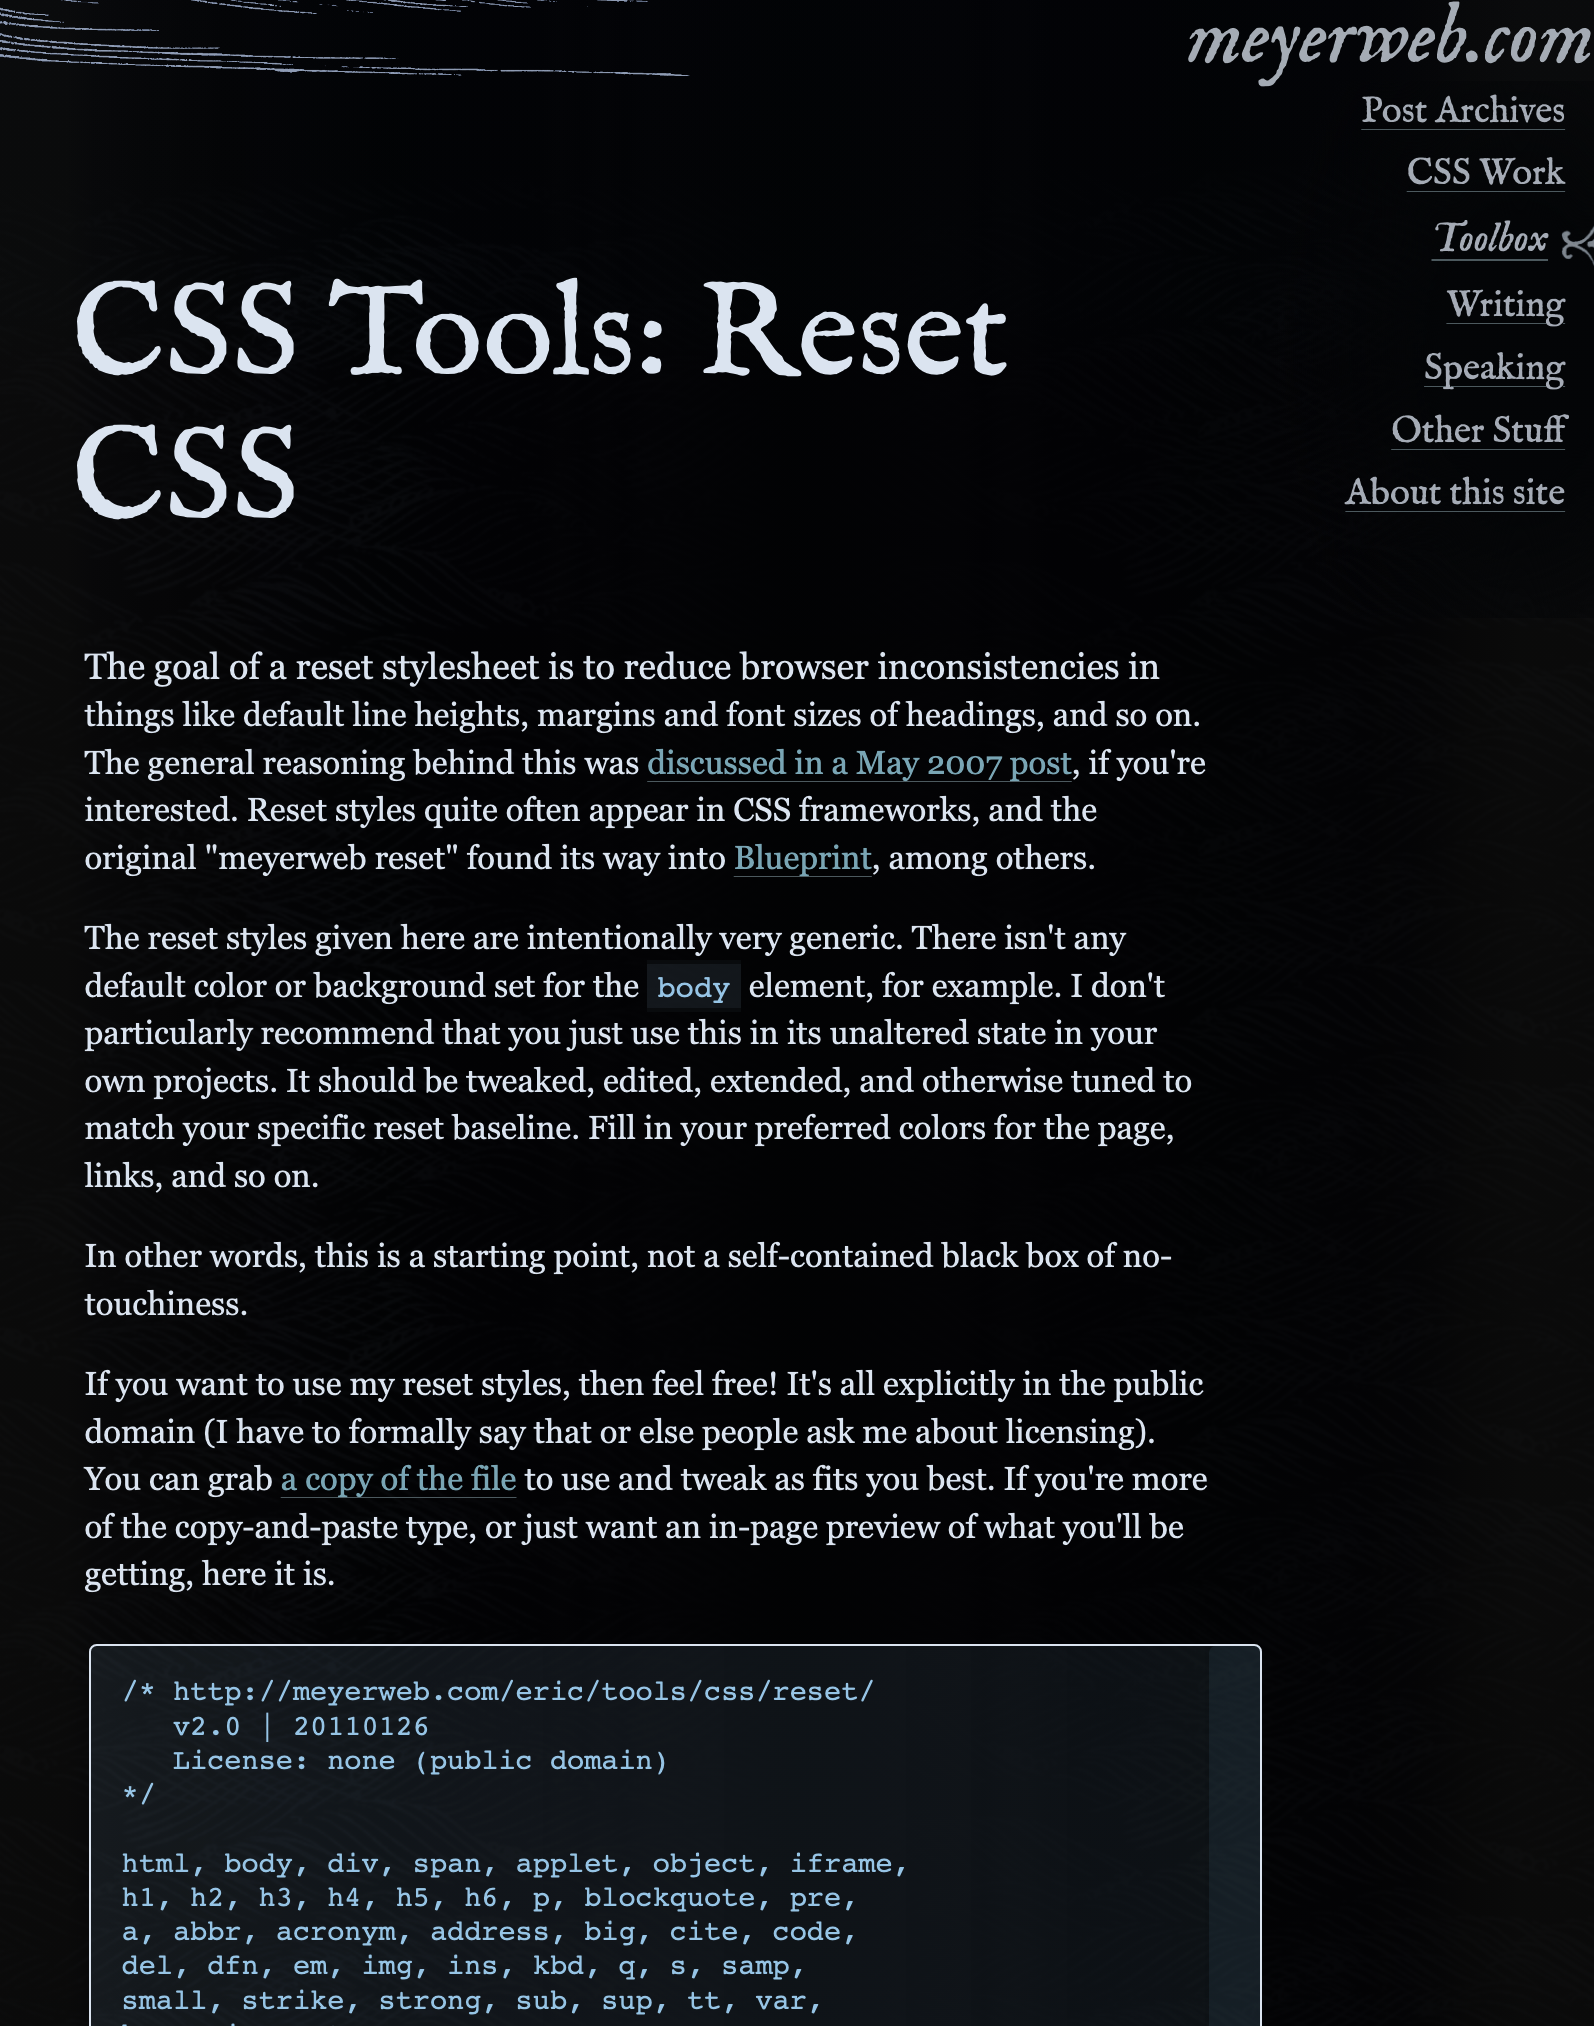 meyerweb.com
Post Archives
CSS Work
Toolbox
Writing
Speaking
Other Stuff
About this site
CSS Tools: Reset
CSS
The goal of a reset stylesheet is to reduce browser inconsistencies in
things like default line heights, margins and font sizes of headings, and so on.
The general reasoning behind this was discussed in a May 2007 post, if you're
interested. Reset styles quite often appear in CSS frameworks, and the
original "meyerweb reset" found its way into Blueprint, among others.
The reset styles given here are intentionally very generic. There isn't any
default color or background set for the body element, for example. I don't
particularly recommend that you just use this in its unaltered state in your
own projects. It should be tweaked, edited, extended, and otherwise tuned to
match your specific reset baseline. Fill in your preferred colors for the page,
links, and so on.
In other words, this is a starting point, not a self-contained black box of no-
touchiness.
If you want to use my reset styles, then feel free! It's all explicitly in the public
domain (I have to formally say that or else people ask me about licensing).
You can grab a copy of the file to use and tweak as fits you best. If you're more
of the copy-and-paste type, or just want an in-page preview of what you'll be
getting, here it is.
/* http://meyerweb.com/eric/tools/css/reset/
v2.0 | 20110126
License: none (public domain)
*/
html, body, div, span, applet, object, iframe,
h1, h2, h3, h4, h5, h6, p, blockquote, pre,
a, abbr, acronym, address, big, cite, code,
del, dfn, em, img, ins, kbd, q, s, samp,
small, strike, strong, sub, sup, tt, var,